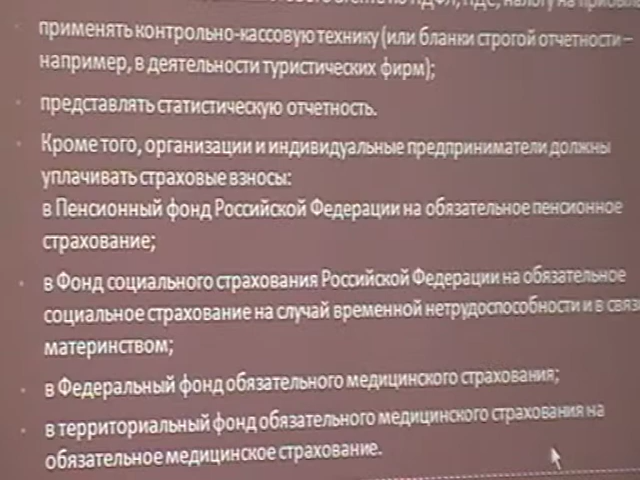 применять контрольно-кассовую технику (или бланки строгой отчетности –
например, в деятельности туристических фирм);
представлять статистическую отчетность.
Кроме того, организации и индивидуальные предприниматели должны
уплачивать страховые взносы:
в Пенсионный фонд Российской Федерации на обязательное пенсионное
страхование;
в Фонд социального страхования Российской Федерации на обязательное
социальное страхование на случай временной нетрудоспособности и в связ
материнством;
в Федеральный фонд обязательного медицинского страхования;
в территориальный фонд обязательного медицинского страхования на
обязательное медицинское страхование.